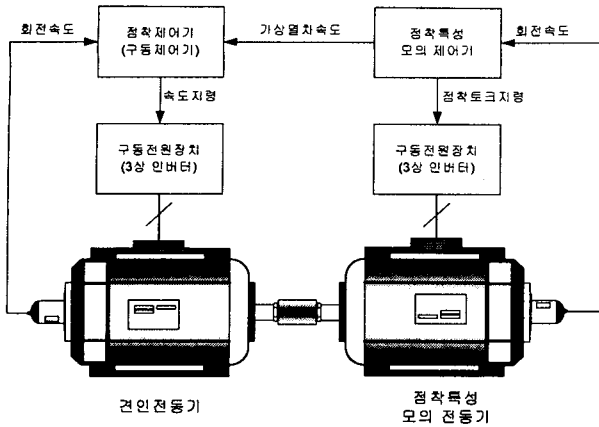 회전속도
점착제어기
(구동제어기)
가상열차속도
점착특성
모의 제어기
회전속도
속도지령
점착토크지령
구동전원장치
(3상 인버터)
구동전원장치
(3상 인버터)
견인전동기
점착특성
모의 전동기